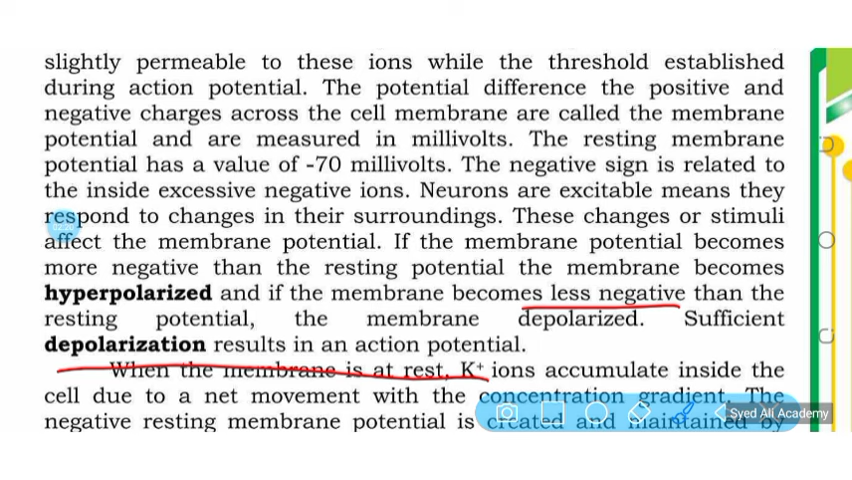 slightly permeable to these ions while the threshold established
during action potential. The potential difference the positive and
negative charges across the cell membrane are called the membrane
potential and are measured in millivolts. The resting membrane
potential has a value of -70 millivolts. The negative sign is related to
the inside excessive negative ions. Neurons are excitable means they
respond to changes in their surroundings. These changes or stimuli
affect the membrane potential. If the membrane potential becomes
more negative than the resting potential the membrane becomes
hyperpolarized and if the membrane becomes less negative than the
resting potential, the membrane depolarized. Sufficient
depolarization results in an action potential.
When the membrane is at rest, K⁺ ions accumulate inside the
cell due to a net movement with the concentration gradient. The
negative resting membrane potential is created and maintained by
Syed Ali Academy